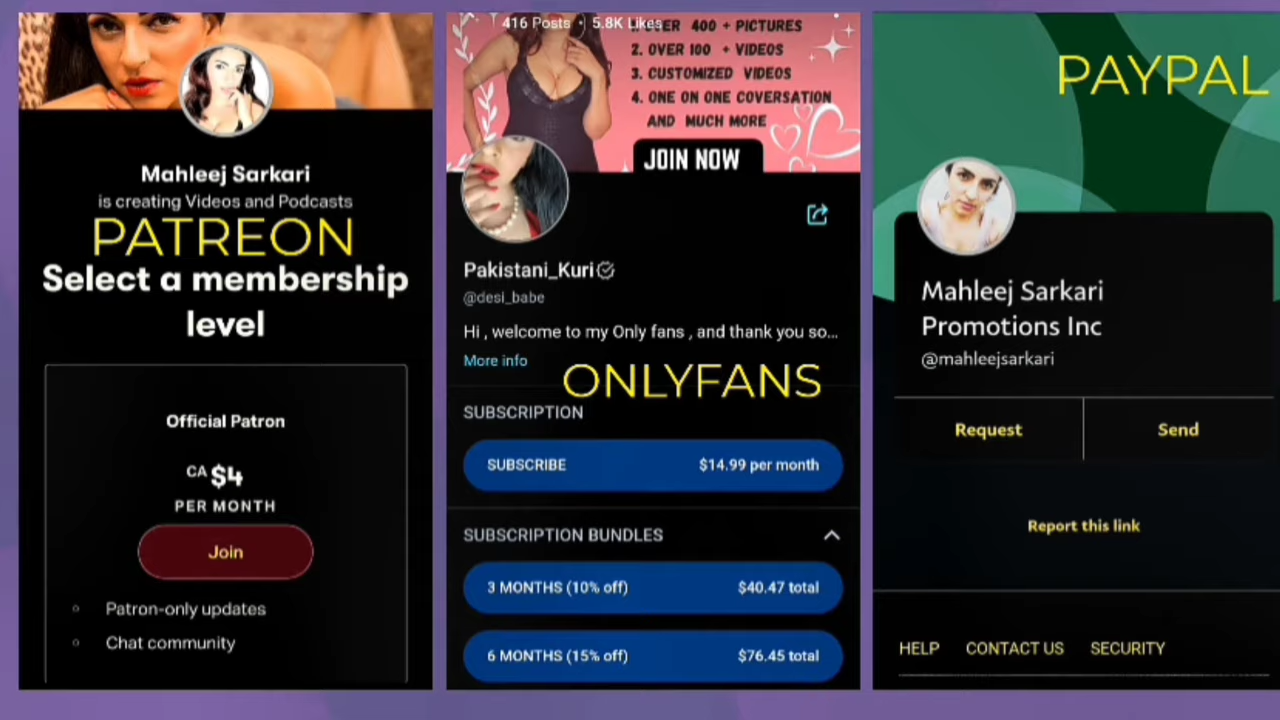 Mahleej Sarkari
is creating Videos and Podcasts
PATREON
Select a membership
level
Official Patron
CA $4
PER MONTH
Join
Patron-only updates
Chat community
416 Posts • 5.8K Likes
1. OVER 400 + PICTURES
2. OVER 100 + VIDEOS
3. CUSTOMIZED VIDEOS
4. ONE ON ONE COVERSATION
AND MUCH MORE
JOIN NOW
Pakistani_Kuri
@desi_babe
Hi , welcome to my Only fans , and thank you so...
More info
ONLYFANS
SUBSCRIPTION
SUBSCRIBE $14.99 per month
SUBSCRIPTION BUNDLES
3 MONTHS (10% off) $40.47 total
6 MONTHS (15% off) $76.45 total
PAYPAL
Mahleej Sarkari
Promotions Inc
@mahleejsarkari
Request Send
Report this link
HELP CONTACT US SECURITY